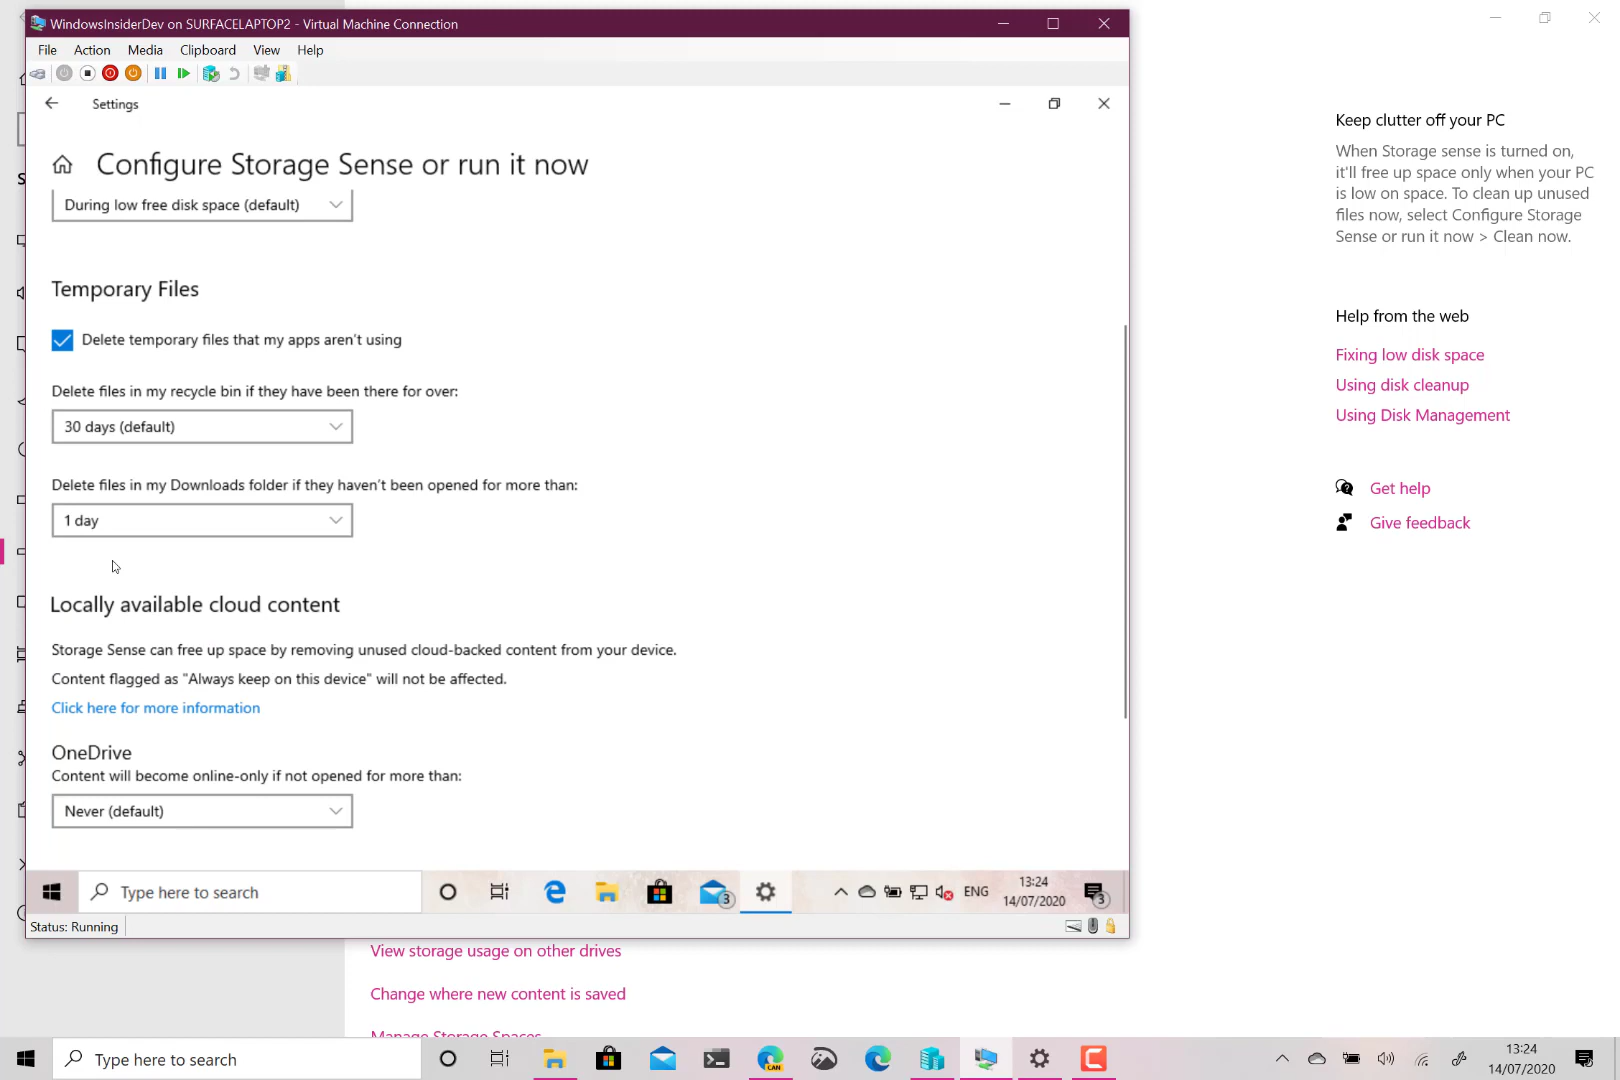 WindowsInsiderDev on SURFACELAPTOP2 - Virtual Machine Connection
File Action Media Clipboard View Help
Settings
Configure Storage Sense or run it now
During low free disk space (default)
Temporary Files
Delete temporary files that my apps aren't using
Delete files in my recycle bin if they have been there for over:
30 days (default)
Delete files in my Downloads folder if they haven't been opened for more than:
1 day
Locally available cloud content
Storage Sense can free up space by removing unused cloud-backed content from your device.
Content flagged as "Always keep on this device" will not be affected.
Click here for more information
OneDrive
Content will become online-only if not opened for more than:
Never (default)
Type here to search
3
ENG
13:24
14/07/2020
3
Status: Running
Keep clutter off your PC
When Storage sense is turned on,
it'll free up space only when your PC
is low on space. To clean up unused
files now, select Configure Storage
Sense or run it now > Clean now.
Help from the web
Fixing low disk space
Using disk cleanup
Using Disk Management
Get help
Give feedback
View storage usage on other drives
Change where new content is saved
Manage Storage Spaces
Type here to search
CAN
13:24
14/07/2020